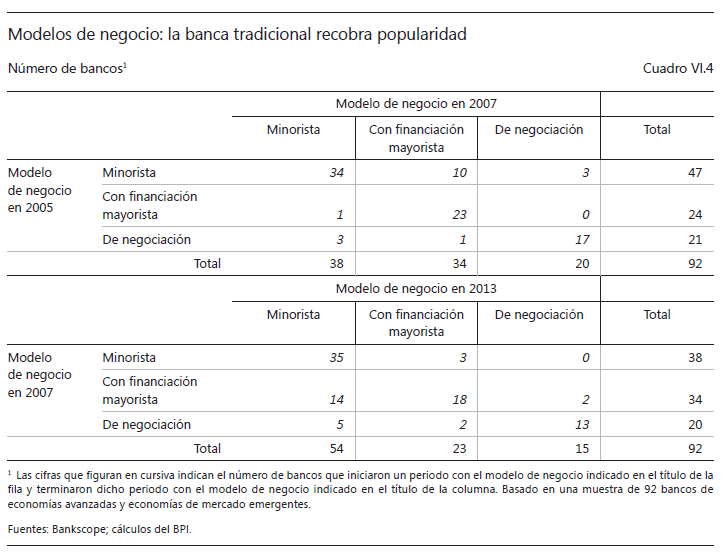 Modelos de negocio: la banca tradicional recobra popularidad
Número de bancos¹ Cuadro VI.4
Modelo de negocio en 2007
Minorista Con financiación mayorista De negociación Total
Modelo de negocio en 2005
Minorista 34 10 3 47
Con financiación mayorista 1 23 0 24
De negociación 3 1 17 21
Total 38 34 20 92
Modelo de negocio en 2013
Minorista Con financiación mayorista De negociación Total
Modelo de negocio en 2007
Minorista 35 3 0 38
Con financiación mayorista 14 18 2 34
De negociación 5 2 13 20
Total 54 23 15 92
¹ Las cifras que figuran en cursiva indican el número de bancos que iniciaron un periodo con el modelo de negocio indicado en el título de la
fila y terminaron dicho periodo con el modelo de negocio indicado en el título de la columna. Basado en una muestra de 92 bancos de
economías avanzadas y economías de mercado emergentes.
Fuentes: Bankscope; cálculos del BPI.